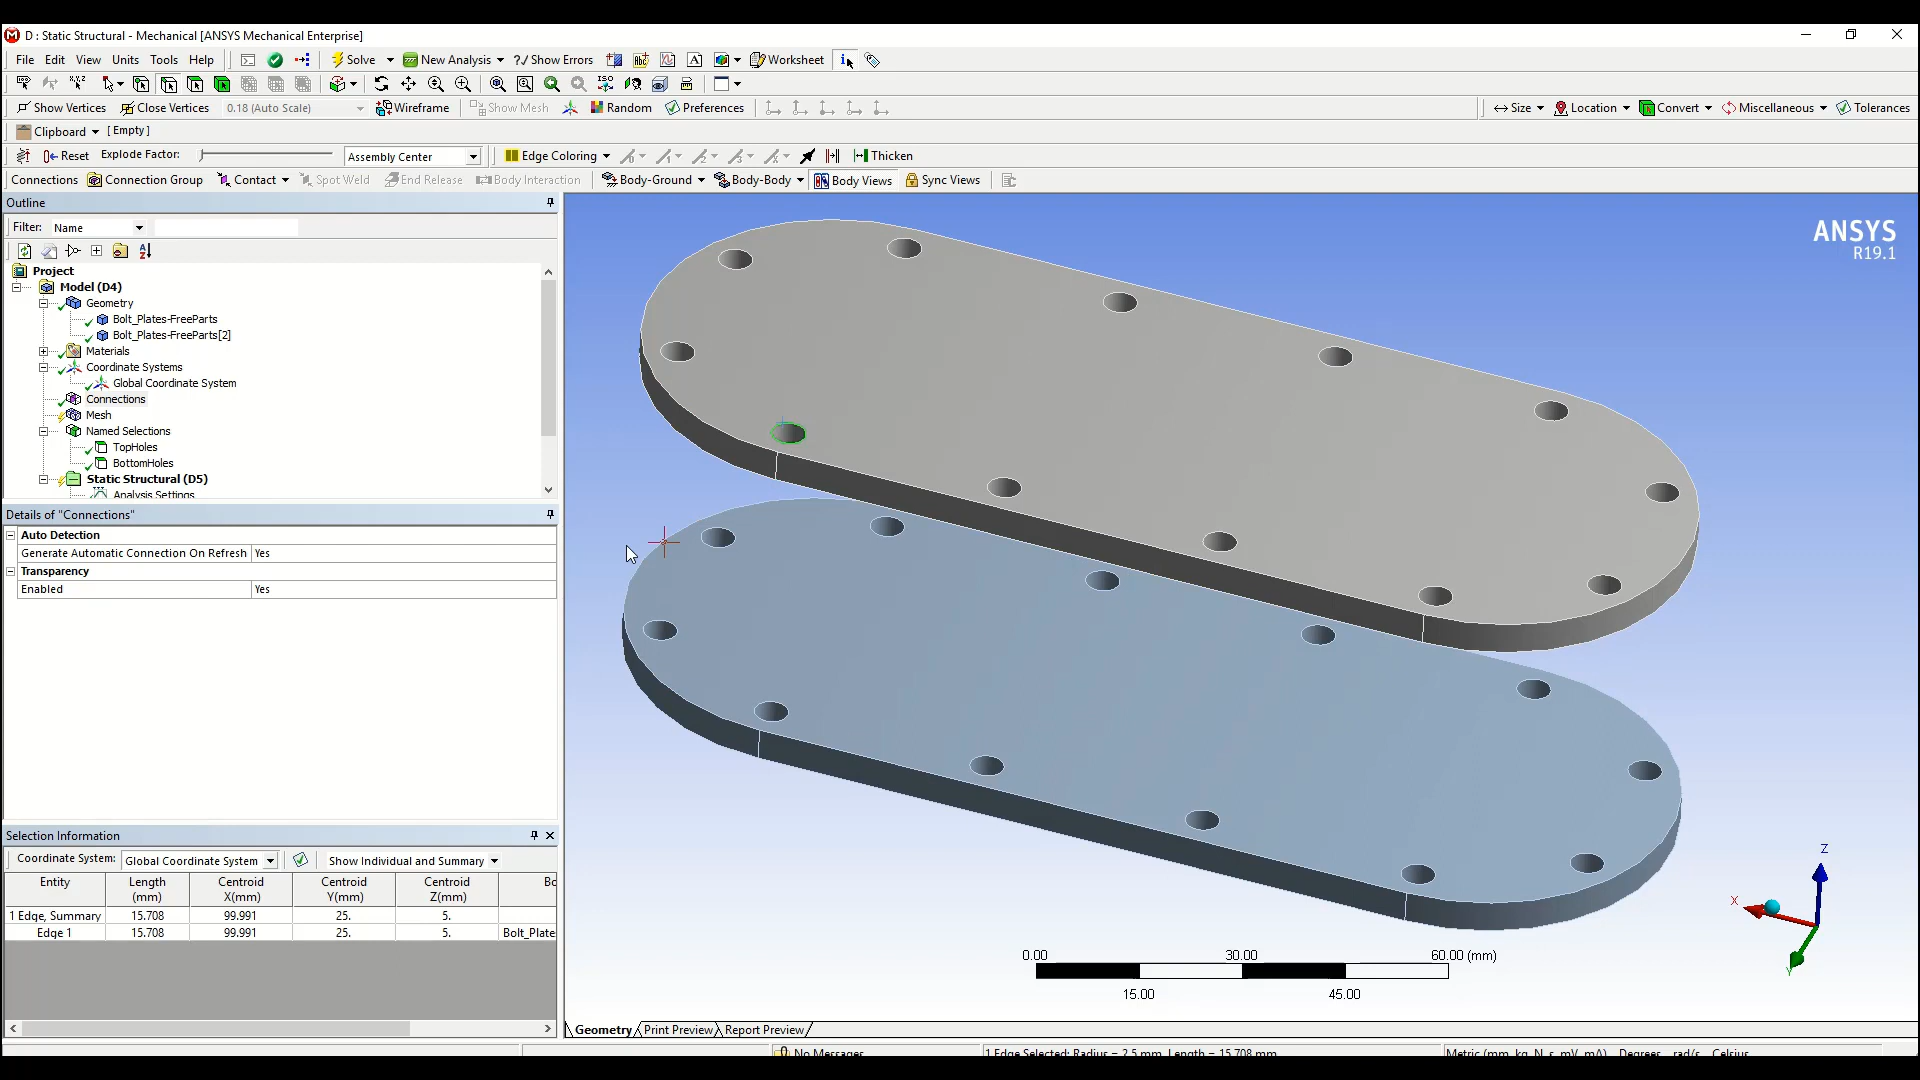 D : Static Structural - Mechanical [ANSYS Mechanical Enterprise]
File Edit View Units Tools Help Solve New Analysis ?/ Show Errors Worksheet
Show Vertices Close Vertices 0.18 (Auto Scale) Wireframe Show Mesh Random Preferences Size Location Convert Miscellaneous Tolerances
Clipboard [ Empty ]
Reset Explode Factor: Assembly Center Edge Coloring Thicken
Connections Connection Group Contact Spot Weld End Release Body Interaction Body-Ground Body-Body Body Views Sync Views
Outline
Filter: Name
Project
Model (D4)
Geometry
Bolt_Plates-FreeParts
Bolt_Plates-FreeParts[2]
Materials
Coordinate Systems
Global Coordinate System
Connections
Mesh
Named Selections
TopHoles
BottomHoles
Static Structural (D5)
Analysis Settings
Details of "Connections"
Auto Detection
Generate Automatic Connection On Refresh Yes
Transparency
Enabled Yes
Selection Information
Coordinate System: Global Coordinate System Show Individual and Summary
Entity Length (mm) Centroid X(mm) Centroid Y(mm) Centroid Z(mm) Bo
1 Edge, Summary 15.708 99.991 25. 5.
Edge 1 15.708 99.991 25. 5. Bolt_Plate
ANSYS
R19.1
Z
X
Y
0.00 30.00 60.00 (mm)
15.00 45.00
Geometry Print Preview Report Preview
No Messages 1 Edge Selected: Radius = 2.5 mm, Length = 15.708 mm Metric (mm, kg, N, s, mV, mA) Degrees rad/s Celsius